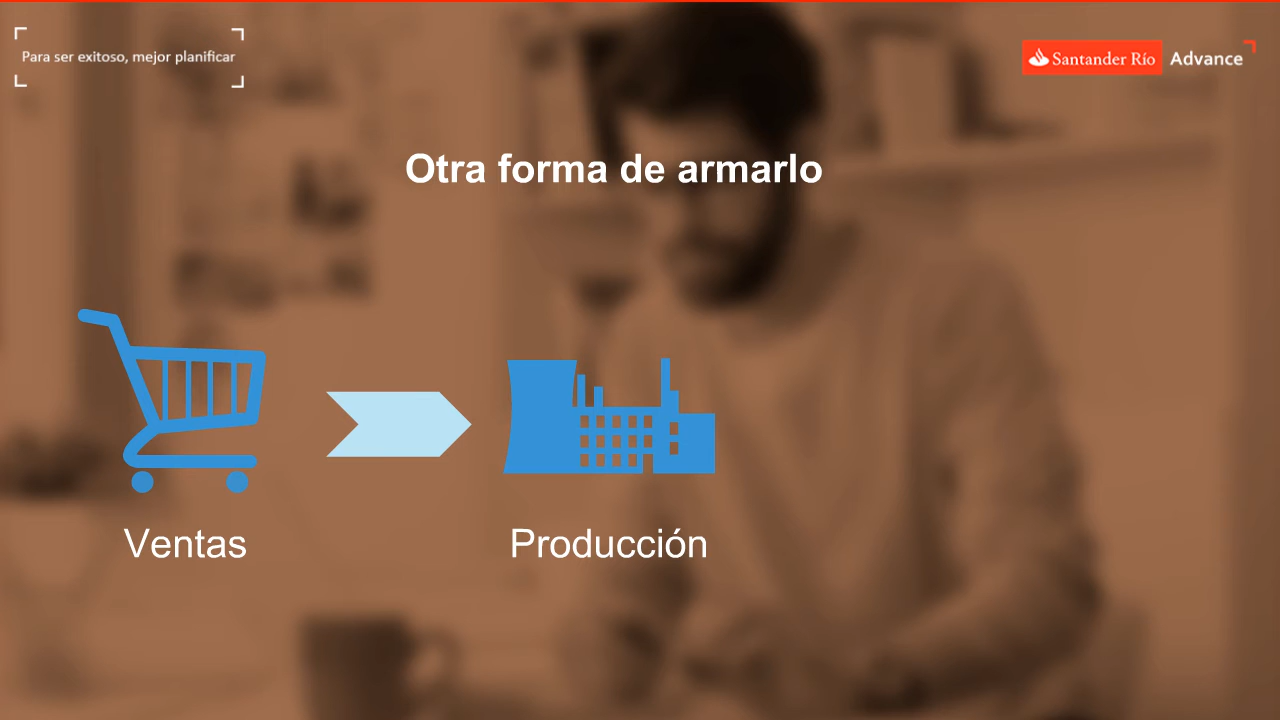 Para ser exitoso, mejor planificar
Santander Río Advance
Otra forma de armarlo
Ventas
Producción